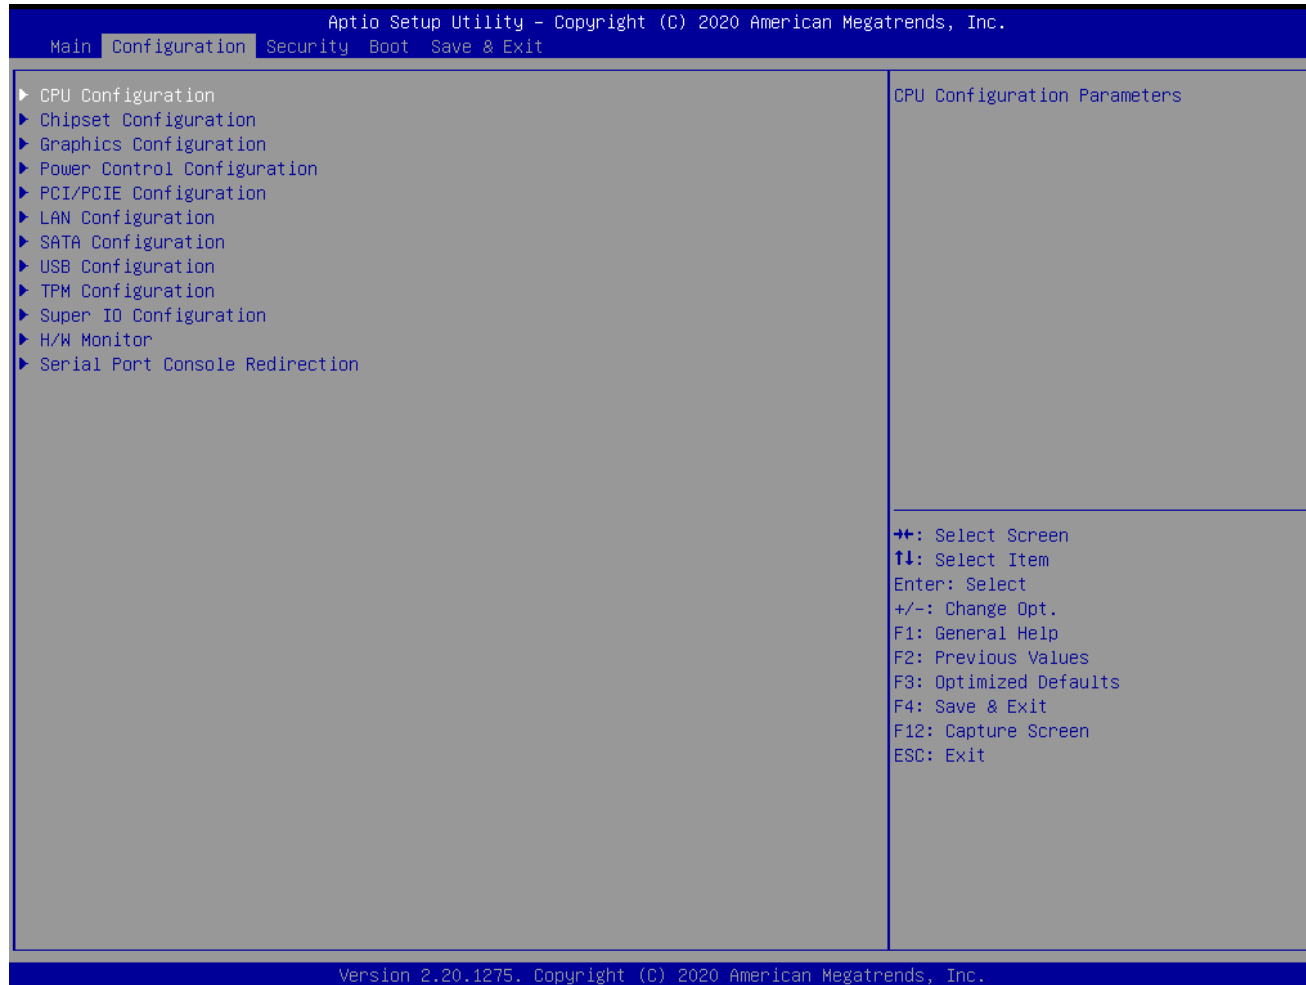 Aptio Setup Utility – Copyright (C) 2020 American Megatrends, Inc.
Main Configuration Security Boot Save & Exit
▶ CPU Configuration
▶ Chipset Configuration
▶ Graphics Configuration
▶ Power Control Configuration
▶ PCI/PCIE Configuration
▶ LAN Configuration
▶ SATA Configuration
▶ USB Configuration
▶ TPM Configuration
▶ Super IO Configuration
▶ H/W Monitor
▶ Serial Port Console Redirection
CPU Configuration Parameters
→←: Select Screen
↑↓: Select Item
Enter: Select
+/-: Change Opt.
F1: General Help
F2: Previous Values
F3: Optimized Defaults
F4: Save & Exit
F12: Capture Screen
ESC: Exit
Version 2.20.1275. Copyright (C) 2020 American Megatrends, Inc.